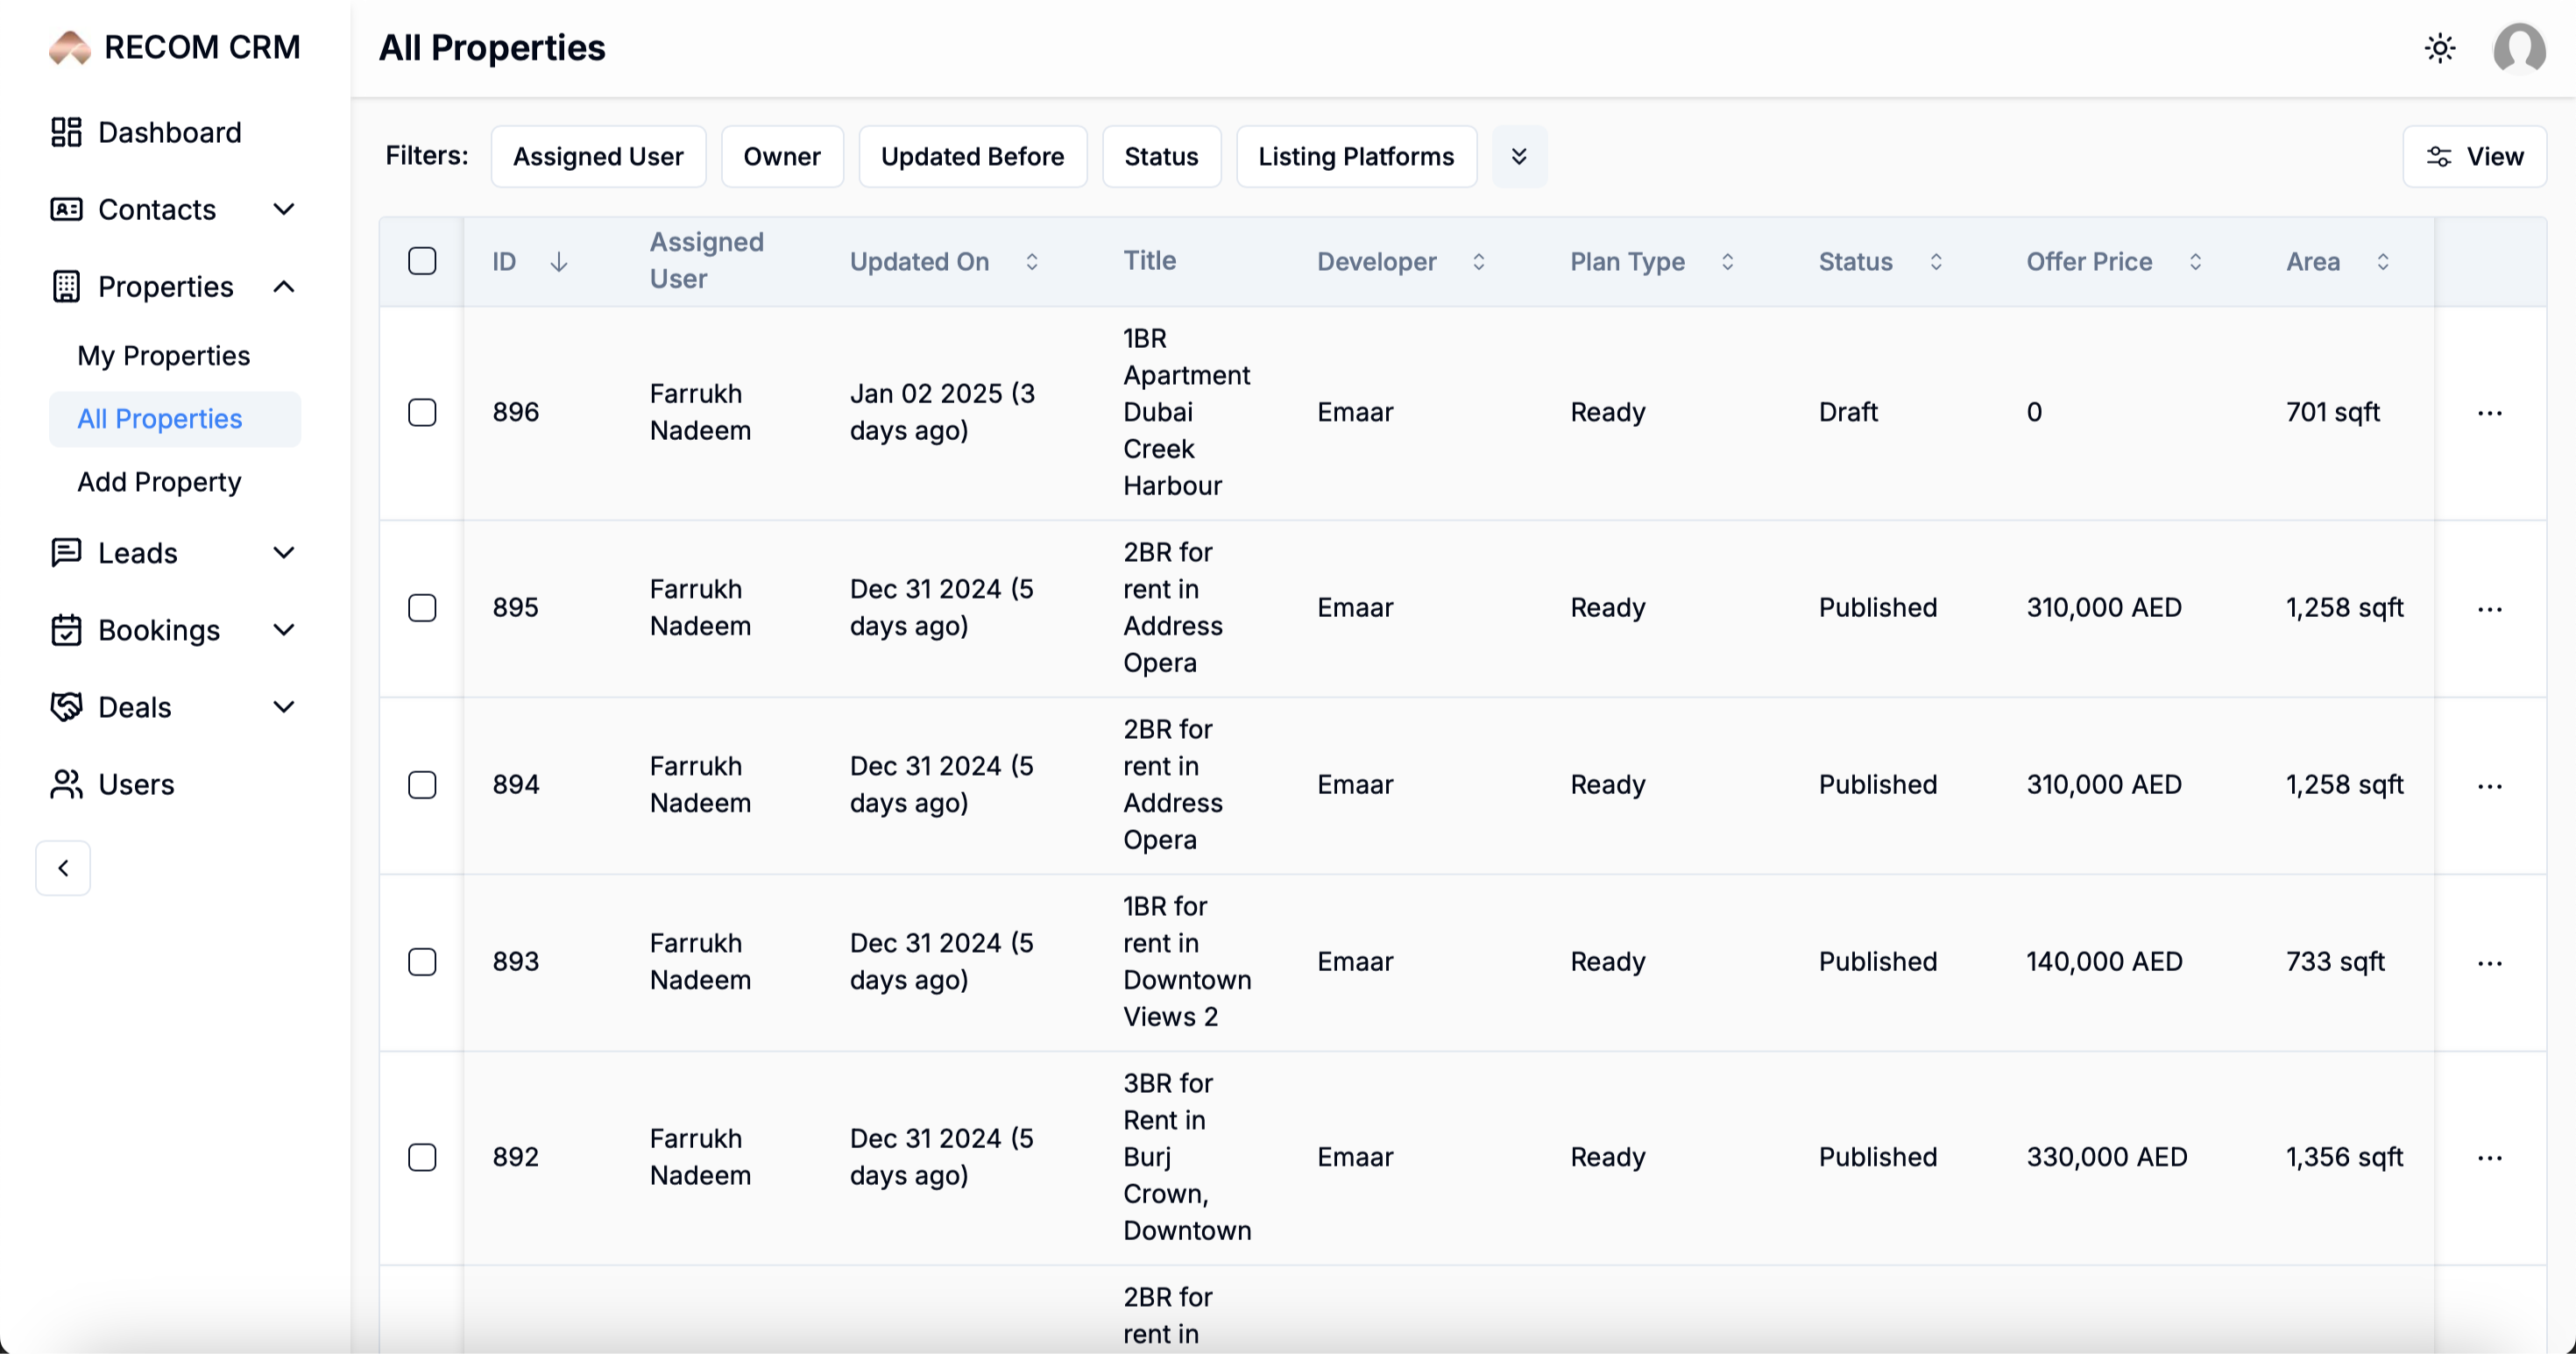 RECOM CRM
Dashboard
Contacts
Properties
My Properties
All Properties
Add Property
Leads
Bookings
Deals
Users
All Properties
Filters:
Assigned User
Owner
Updated Before
Status
Listing Platforms
View
ID
Assigned
User
Updated On
Title
Developer
Plan Type
Status
Offer Price
Area
896
Farrukh
Nadeem
Jan 02 2025 (3
days ago)
1BR
Apartment
Dubai
Creek
Harbour
Emaar
Ready
Draft
0
701 sqft
...
895
Farrukh
Nadeem
Dec 31 2024 (5
days ago)
2BR for
rent in
Address
Opera
Emaar
Ready
Published
310,000 AED
1,258 sqft
...
894
Farrukh
Nadeem
Dec 31 2024 (5
days ago)
2BR for
rent in
Address
Opera
Emaar
Ready
Published
310,000 AED
1,258 sqft
...
893
Farrukh
Nadeem
Dec 31 2024 (5
days ago)
1BR for
rent in
Downtown
Views 2
Emaar
Ready
Published
140,000 AED
733 sqft
...
892
Farrukh
Nadeem
Dec 31 2024 (5
days ago)
3BR for
Rent in
Burj
Crown,
Downtown
Emaar
Ready
Published
330,000 AED
1,356 sqft
...
2BR for
rent in